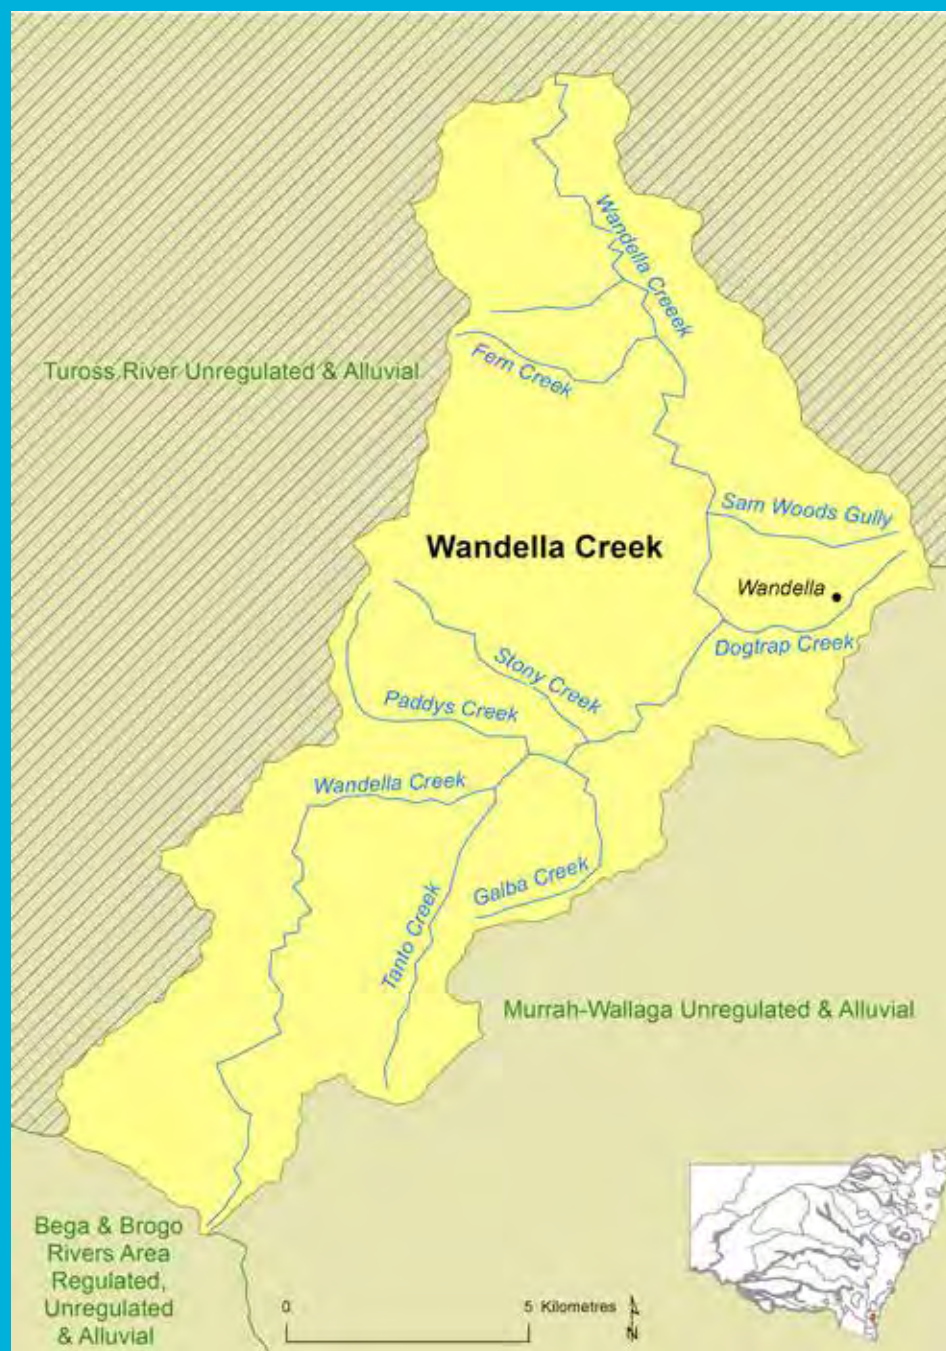 Wandella Creeek
Tuross River Unregulated & Alluvial
Fern Creek
Sam Woods Gully
Wandella Creek
Wandella
Dogtrap Creek
Stony Creek
Paddys Creek
Wandella Creek
Galba Creek
Tanto Creek
Murrah-Wallaga Unregulated & Alluvial
Bega & Brogo
Rivers Area
Regulated,
Unregulated
& Alluvial
0 5 Kilometres
N